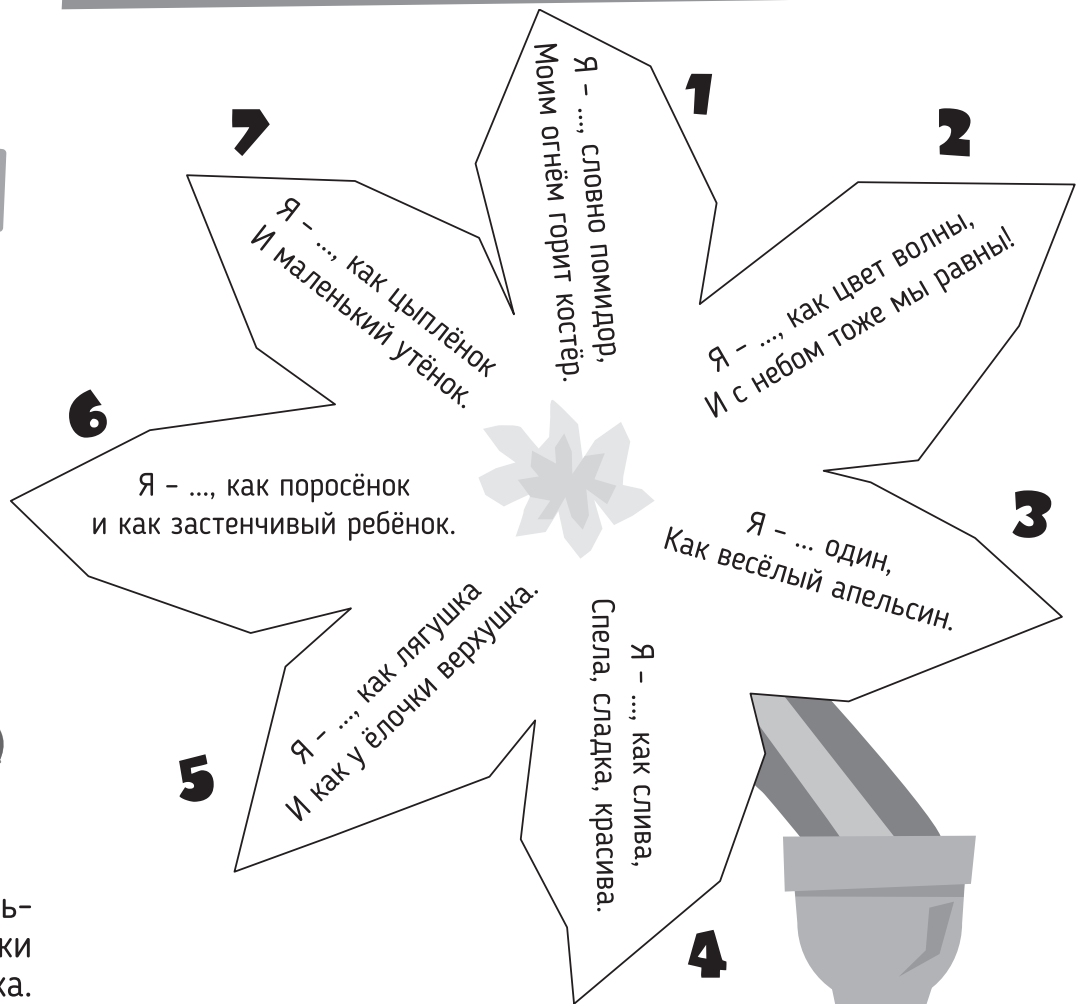 1
Я – ..., словно помидор,
Моим огнём горит костёр.
2
Я – ..., как цвет волны,
И с небом тоже мы равны!
3
Я – ... один,
Как весёлый апельсин.
4
Я – ..., как слива,
Спела, сладка, красива.
5
Я – ..., как лягушка
И как у ёлочки верхушка.
6
Я – ..., как поросёнок
и как застенчивый ребёнок.
7
Я – ..., как цыплёнок
И маленький утёнок.
ь-
ки
ка.